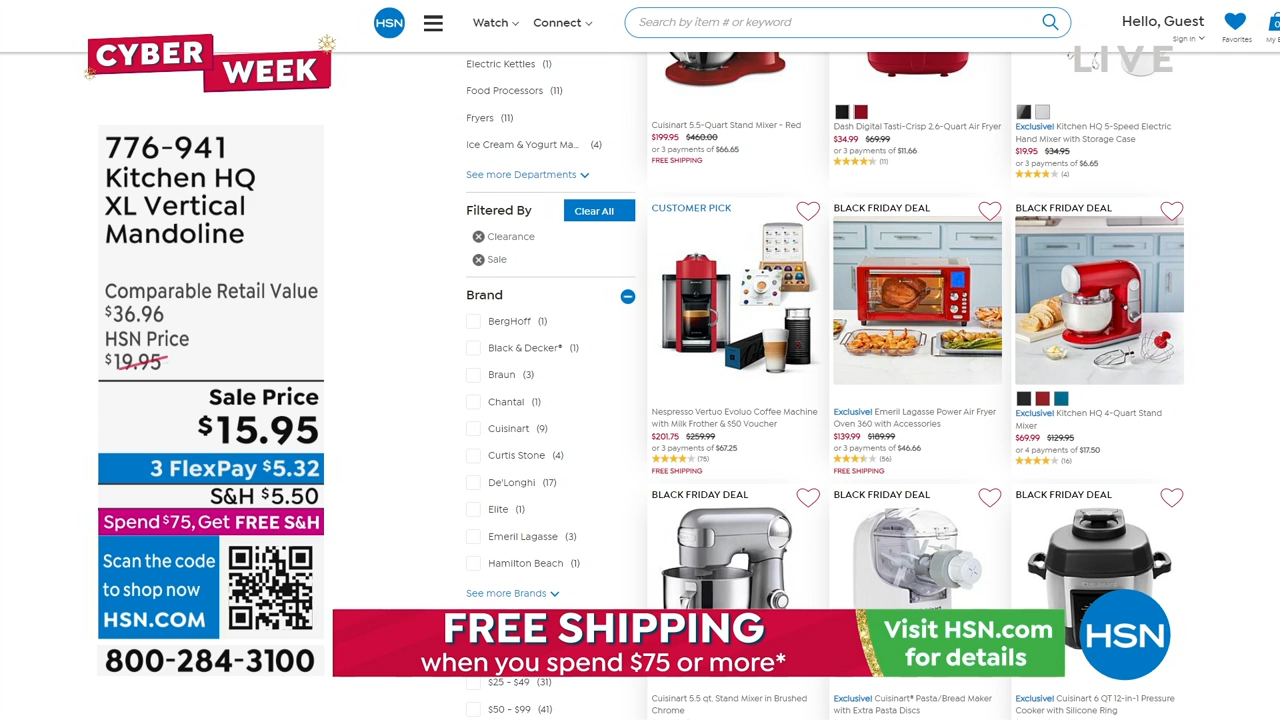 HSN
Watch
Connect
Search by item # or keyword
Hello, Guest
Sign In
Favorites
LIVE
CYBER
WEEK
776-941
Kitchen HQ
XL Vertical
Mandoline
Comparable Retail Value
$36.96
HSN Price
$19.95
Sale Price
$15.95
3 FlexPay $5.32
S&H $5.50
Spend $75, Get FREE S&H
Scan the code
to shop now
HSN.COM
800-284-3100
Electric Kettles (1)
Food Processors (11)
Fryers (11)
Ice Cream & Yogurt Ma... (4)
See more Departments
Filtered By
Clear All
Clearance
Sale
Brand
BergHoff (1)
Black & Decker® (1)
Braun (3)
Chantal (1)
Cuisinart (9)
Curtis Stone (4)
De'Longhi (17)
Elite (1)
Emeril Lagasse (3)
Hamilton Beach (1)
See more Brands
$25 - $49 (31)
$50 - $99 (41)
Cuisinart 5.5-Quart Stand Mixer - Red
$199.95 $460.00
or 3 payments of $66.65
FREE SHIPPING
Dash Digital Tasti-Crisp 2.6-Quart Air Fryer
$34.99 $69.99
or 3 payments of $11.66
(11)
Exclusive! Kitchen HQ 5-Speed Electric
Hand Mixer with Storage Case
$19.95 $34.95
or 3 payments of $6.65
(4)
CUSTOMER PICK
Nespresso Vertuo Evoluo Coffee Machine
with Milk Frother & $50 Voucher
$201.75 $259.99
or 3 payments of $67.25
(75)
FREE SHIPPING
BLACK FRIDAY DEAL
Exclusive! Emeril Lagasse Power Air Fryer
Oven 360 with Accessories
$139.99 $189.99
or 3 payments of $46.66
(56)
FREE SHIPPING
BLACK FRIDAY DEAL
Exclusive! Kitchen HQ 4-Quart Stand
Mixer
$69.99 $129.95
or 4 payments of $17.50
(16)
BLACK FRIDAY DEAL
Cuisinart 5.5 qt. Stand Mixer in Brushed
Chrome
BLACK FRIDAY DEAL
Exclusive! Cuisinart® Pasta/Bread Maker
with Extra Pasta Discs
BLACK FRIDAY DEAL
Exclusive! Cuisinart 6 QT 12-in-1 Pressure
Cooker with Silicone Ring
FREE SHIPPING
when you spend $75 or more*
Visit HSN.com
for details
HSN